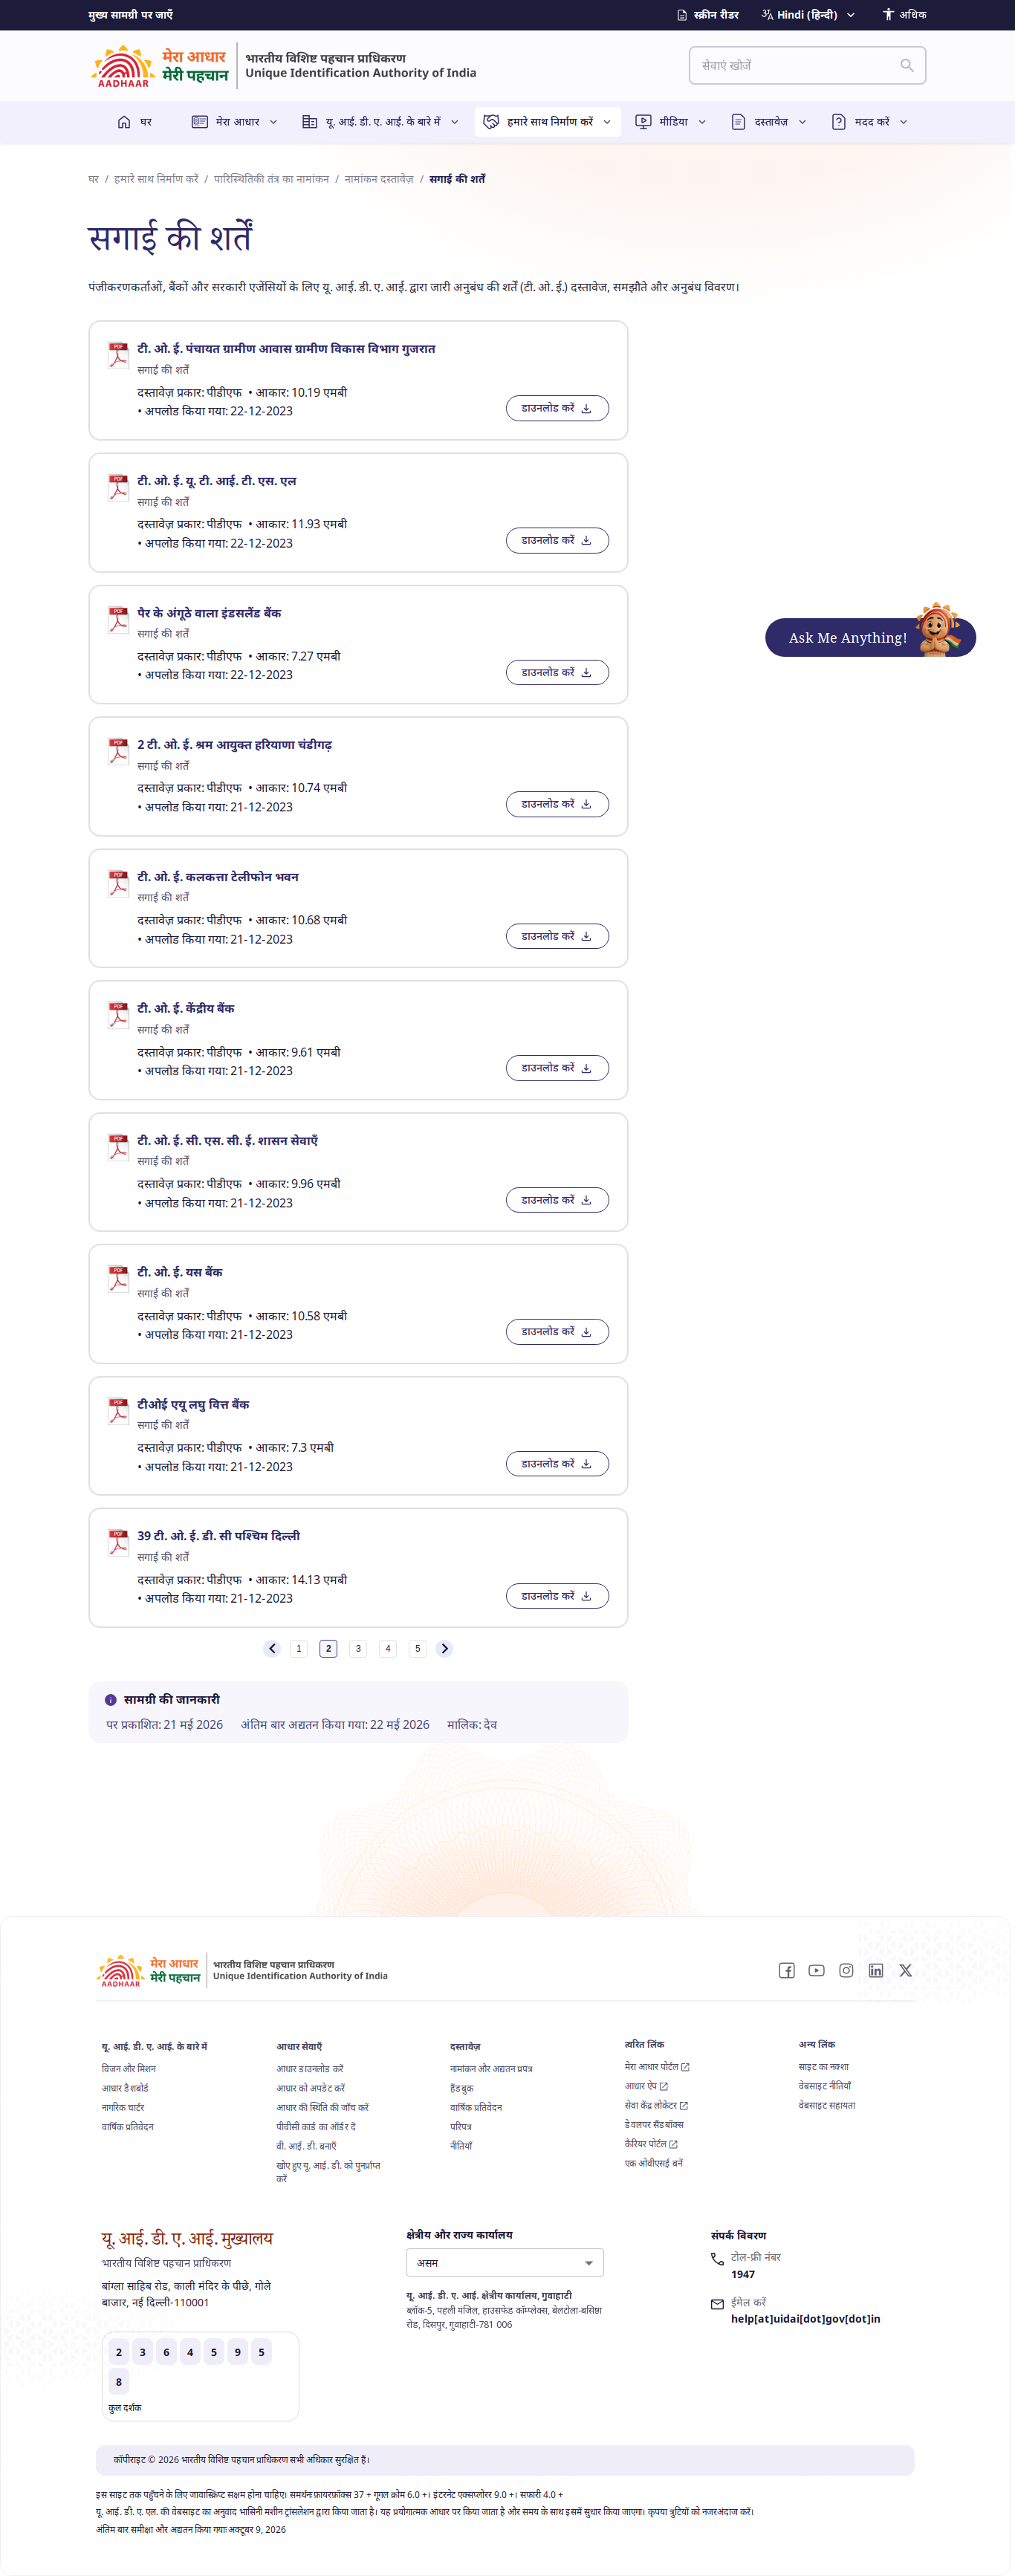 मुख्य सामग्री पर जाएँ
स्क्रीन रीडर
Hindi (हिन्दी)
अधिक
AADHAAR
मेरा आधार
मेरी पहचान
भारतीय विशिष्ट पहचान प्राधिकरण
Unique Identification Authority of India
सेवाएं खोजें
घर
मेरा आधार
यू. आई. डी. ए. आई. के बारे में
हमारे साथ निर्माण करें
मीडिया
दस्तावेज़
मदद करें
घर / हमारे साथ निर्माण करें / पारिस्थितिकी तंत्र का नामांकन / नामांकन दस्तावेज़ / सगाई की शर्तें
सगाई की शर्तें
पंजीकरणकर्ताओं, बैंकों और सरकारी एजेंसियों के लिए यू. आई. डी. ए. आई. द्वारा जारी अनुबंध की शर्तें (टी. ओ. ई.) दस्तावेज, समझौते और अनुबंध विवरण।
टी. ओ. ई. पंचायत ग्रामीण आवास ग्रामीण विकास विभाग गुजरात
सगाई की शर्तें
दस्तावेज़ प्रकार: पीडीएफ • आकार: 10.19 एमबी
• अपलोड किया गया: 22-12-2023
डाउनलोड करें
टी. ओ. ई. यू. टी. आई. टी. एस. एल
सगाई की शर्तें
दस्तावेज़ प्रकार: पीडीएफ • आकार: 11.93 एमबी
• अपलोड किया गया: 22-12-2023
डाउनलोड करें
पैर के अंगूठे वाला इंडसलैंड बैंक
सगाई की शर्तें
दस्तावेज़ प्रकार: पीडीएफ • आकार: 7.27 एमबी
• अपलोड किया गया: 22-12-2023
डाउनलोड करें
Ask Me Anything!
2 टी. ओ. ई. श्रम आयुक्त हरियाणा चंडीगढ़
सगाई की शर्तें
दस्तावेज़ प्रकार: पीडीएफ • आकार: 10.74 एमबी
• अपलोड किया गया: 21-12-2023
डाउनलोड करें
टी. ओ. ई. कलकत्ता टेलीफोन भवन
सगाई की शर्तें
दस्तावेज़ प्रकार: पीडीएफ • आकार: 10.68 एमबी
• अपलोड किया गया: 21-12-2023
डाउनलोड करें
टी. ओ. ई. केंद्रीय बैंक
सगाई की शर्तें
दस्तावेज़ प्रकार: पीडीएफ • आकार: 9.61 एमबी
• अपलोड किया गया: 21-12-2023
डाउनलोड करें
टी. ओ. ई. सी. एस. सी. ई. शासन सेवाएँ
सगाई की शर्तें
दस्तावेज़ प्रकार: पीडीएफ • आकार: 9.96 एमबी
• अपलोड किया गया: 21-12-2023
डाउनलोड करें
टी. ओ. ई. यस बैंक
सगाई की शर्तें
दस्तावेज़ प्रकार: पीडीएफ • आकार: 10.58 एमबी
• अपलोड किया गया: 21-12-2023
डाउनलोड करें
टीओई एयू लघु वित्त बैंक
सगाई की शर्तें
दस्तावेज़ प्रकार: पीडीएफ • आकार: 7.3 एमबी
• अपलोड किया गया: 21-12-2023
डाउनलोड करें
39 टी. ओ. ई. डी. सी पश्चिम दिल्ली
सगाई की शर्तें
दस्तावेज़ प्रकार: पीडीएफ • आकार: 14.13 एमबी
• अपलोड किया गया: 21-12-2023
डाउनलोड करें
1 2 3 4 5
सामग्री की जानकारी
पर प्रकाशित: 21 मई 2026 अंतिम बार अद्यतन किया गया: 22 मई 2026 मालिक: देव
AADHAAR
मेरा आधार
मेरी पहचान
भारतीय विशिष्ट पहचान प्राधिकरण
Unique Identification Authority of India
यू. आई. डी. ए. आई. के बारे में
विजन और मिशन
आधार डैशबोर्ड
नागरिक चार्टर
वार्षिक प्रतिवेदन
आधार सेवाएँ
आधार डाउनलोड करें
आधार को अपडेट करें
आधार की स्थिति की जाँच करें
पीवीसी कार्ड का ऑर्डर दें
वी. आई. डी. बनाएँ
खोए हुए यू. आई. डी. को पुनर्प्राप्त
करें
दस्तावेज़
नामांकन और अद्यतन प्रपत्र
हैंडबुक
वार्षिक प्रतिवेदन
परिपत्र
नीतियाँ
त्वरित लिंक
मेरा आधार पोर्टल
आधार ऐप
सेवा केंद्र लोकेटर
डेवलपर सैंडबॉक्स
कैरियर पोर्टल
एक ओवीएसई बनें
अन्य लिंक
साइट का नक्शा
वेबसाइट नीतियाँ
वेबसाइट सहायता
यू. आई. डी. ए. आई. मुख्यालय
भारतीय विशिष्ट पहचान प्राधिकरण
बांग्ला साहिब रोड, काली मंदिर के पीछे, गोले
बाजार, नई दिल्ली-110001
2 3 6 4 5 9 5
8
कुल दर्शक
क्षेत्रीय और राज्य कार्यालय
असम
यू. आई. डी. ए. आई. क्षेत्रीय कार्यालय, गुवाहाटी
ब्लॉक-5, पहली मंजिल, हाउसफेड कॉम्प्लेक्स, बेलटोला-बसिष्ठा
रोड, दिसपुर, गुवाहाटी-781 006
संपर्क विवरण
टोल-फ्री नंबर
1947
ईमेल करें
help[at]uidai[dot]gov[dot]in
कॉपीराइट © 2026 भारतीय विशिष्ट पहचान प्राधिकरण सभी अधिकार सुरक्षित हैं।
इस साइट तक पहुँचने के लिए जावास्क्रिप्ट सक्षम होना चाहिए। समर्थनः फ़ायरफ़ॉक्स 37 + गूगल क्रोम 6.0 +। इंटरनेट एक्सप्लोरर 9.0 +। सफारी 4.0 +
यू. आई. डी. ए. एल. की वेबसाइट का अनुवाद भासिनी मशीन ट्रांसलेशन द्वारा किया जाता है। यह प्रयोगात्मक आधार पर किया जाता है और समय के साथ इसमें सुधार किया जाएगा। कृपया त्रुटियों को नजरअंदाज करें।
अंतिम बार समीक्षा और अद्यतन किया गयाः अक्टूबर 9, 2026